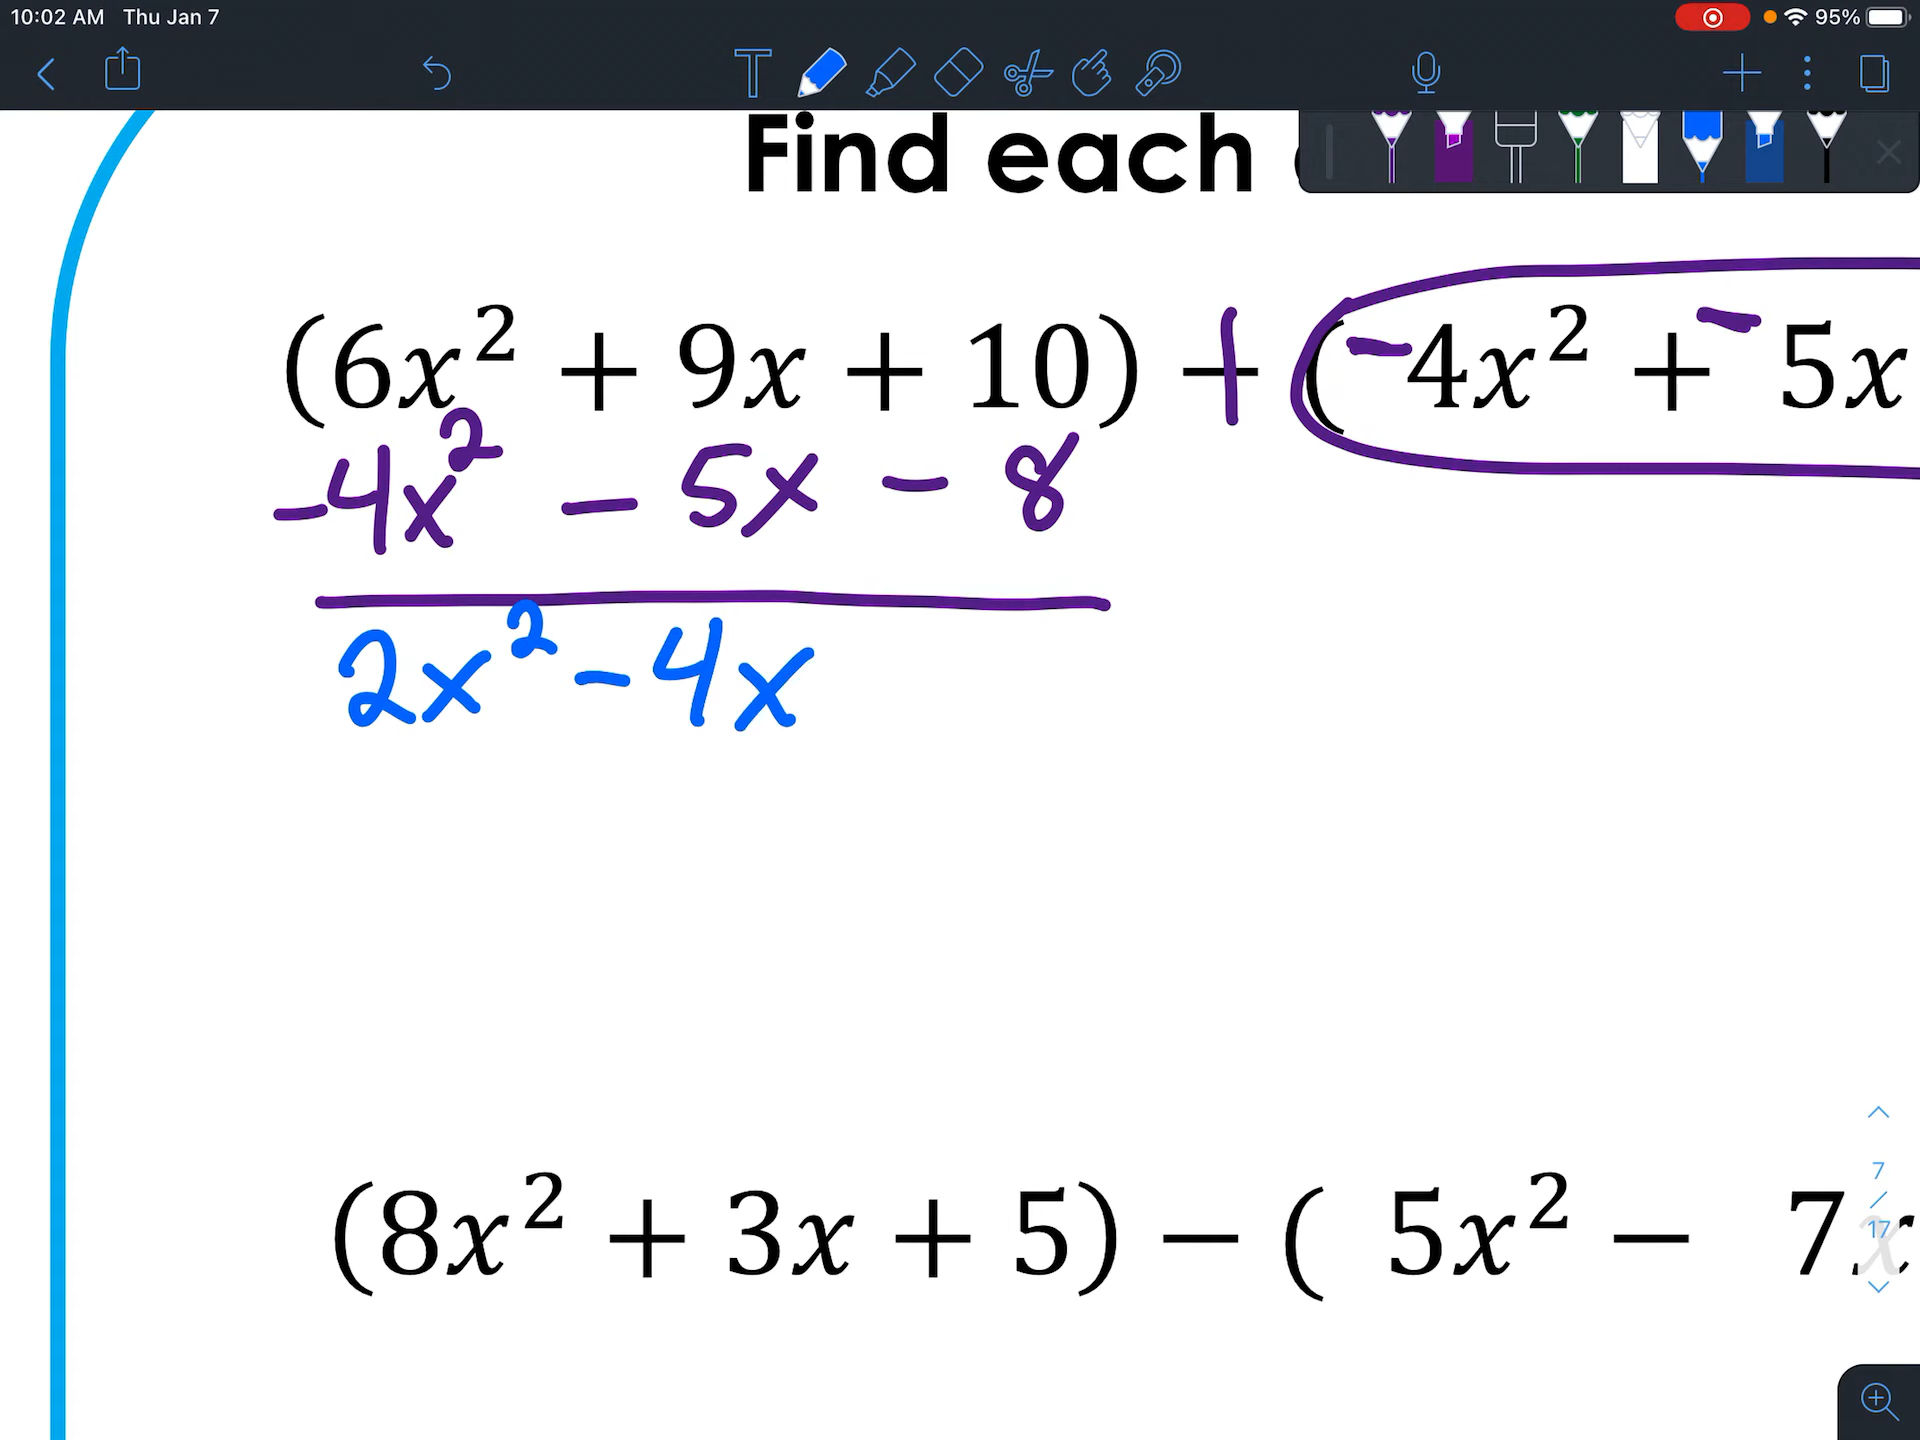 10:02 AM Thu Jan 7 95%
T
Find each
(6x² + 9x + 10) + (⁻4x² + ⁻5x
-4x² - 5x - 8
2x² - 4x
7
/
17
(8x² + 3x + 5) − ( 5x² − 7x